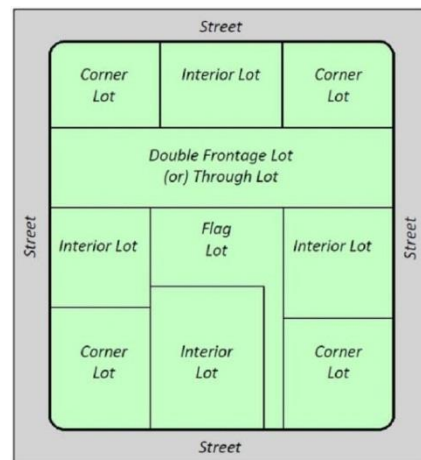 Street
Corner
Lot
Interior Lot
Corner
Lot
Double Frontage Lot
(or) Through Lot
Street
Interior Lot
Flag
Lot
Interior Lot
Street
Corner
Lot
Interior
Lot
Corner
Lot
Street